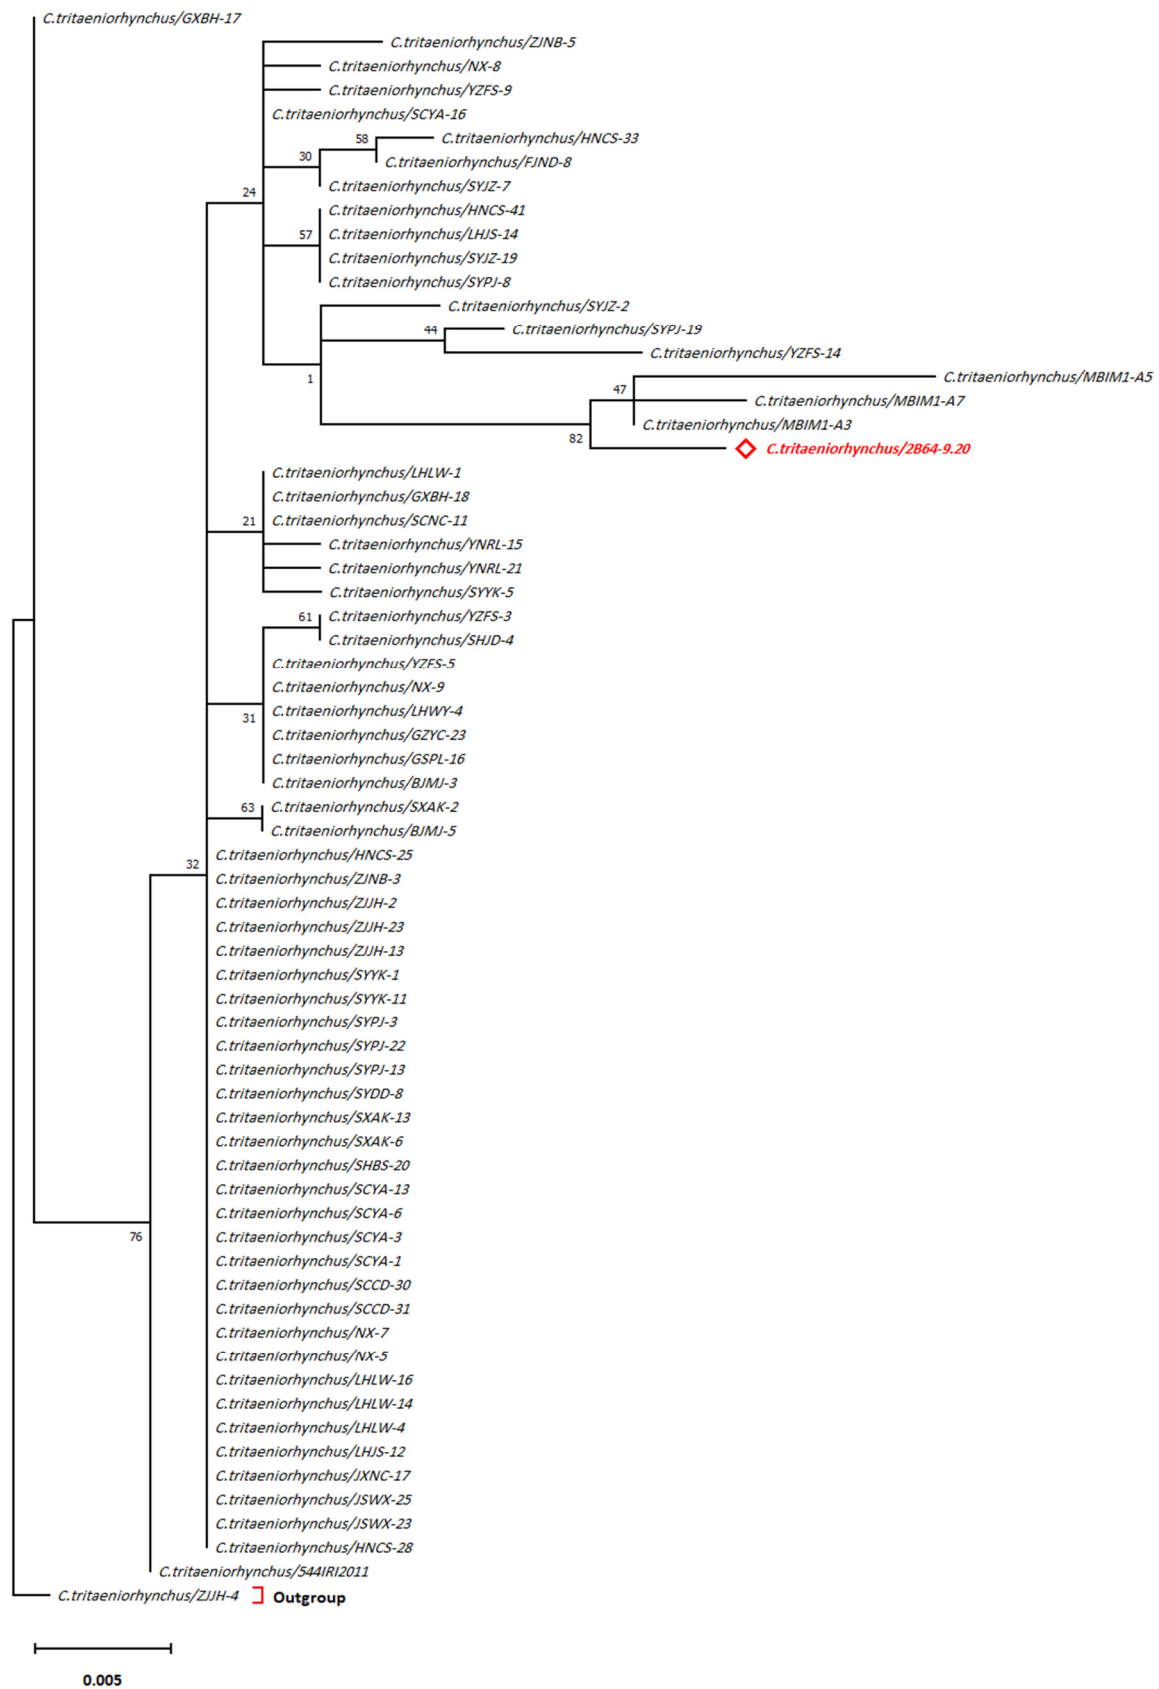 C.tritaeniorhynchus/GXBH-17
C.tritaeniorhynchus/ZJNB-5
C.tritaeniorhynchus/NX-8
C.tritaeniorhynchus/YZFS-9
C.tritaeniorhynchus/SCYA-16
58
C.tritaeniorhynchus/HNCS-33
30
C.tritaeniorhynchus/FJND-8
C.tritaeniorhynchus/SYJZ-7
24
C.tritaeniorhynchus/HNCS-41
57
C.tritaeniorhynchus/LHJS-14
C.tritaeniorhynchus/SYJZ-19
C.tritaeniorhynchus/SYPJ-8
C.tritaeniorhynchus/SYJZ-2
44
C.tritaeniorhynchus/SYPJ-19
C.tritaeniorhynchus/YZFS-14
1
C.tritaeniorhynchus/MBIM1-A5
47
C.tritaeniorhynchus/MBIM1-A7
C.tritaeniorhynchus/MBIM1-A3
82
C.tritaeniorhynchus/2B64-9.20
C.tritaeniorhynchus/LHLW-1
C.tritaeniorhynchus/GXBH-18
21
C.tritaeniorhynchus/SCNC-11
C.tritaeniorhynchus/YNRL-15
C.tritaeniorhynchus/YNRL-21
C.tritaeniorhynchus/SYYK-5
61
C.tritaeniorhynchus/YZFS-3
C.tritaeniorhynchus/SHJD-4
C.tritaeniorhynchus/YZFS-5
C.tritaeniorhynchus/NX-9
31
C.tritaeniorhynchus/LHWY-4
C.tritaeniorhynchus/GZYC-23
C.tritaeniorhynchus/GSPL-16
C.tritaeniorhynchus/BJMJ-3
63
C.tritaeniorhynchus/SXAK-2
C.tritaeniorhynchus/BJMJ-5
32
C.tritaeniorhynchus/HNCS-25
C.tritaeniorhynchus/ZJNB-3
C.tritaeniorhynchus/ZJJH-2
C.tritaeniorhynchus/ZJJH-23
C.tritaeniorhynchus/ZJJH-13
C.tritaeniorhynchus/SYYK-1
C.tritaeniorhynchus/SYYK-11
C.tritaeniorhynchus/SYPJ-3
C.tritaeniorhynchus/SYPJ-22
C.tritaeniorhynchus/SYPJ-13
C.tritaeniorhynchus/SYDD-8
C.tritaeniorhynchus/SXAK-13
C.tritaeniorhynchus/SXAK-6
C.tritaeniorhynchus/SHBS-20
C.tritaeniorhynchus/SCYA-13
C.tritaeniorhynchus/SCYA-6
76
C.tritaeniorhynchus/SCYA-3
C.tritaeniorhynchus/SCYA-1
C.tritaeniorhynchus/SCCD-30
C.tritaeniorhynchus/SCCD-31
C.tritaeniorhynchus/NX-7
C.tritaeniorhynchus/NX-5
C.tritaeniorhynchus/LHLW-16
C.tritaeniorhynchus/LHLW-14
C.tritaeniorhynchus/LHLW-4
C.tritaeniorhynchus/LHJS-12
C.tritaeniorhynchus/JXNC-17
C.tritaeniorhynchus/JSWX-25
C.tritaeniorhynchus/JSWX-23
C.tritaeniorhynchus/HNCS-28
C.tritaeniorhynchus/544IRI2011
C.tritaeniorhynchus/ZJJH-4 Outgroup
0.005